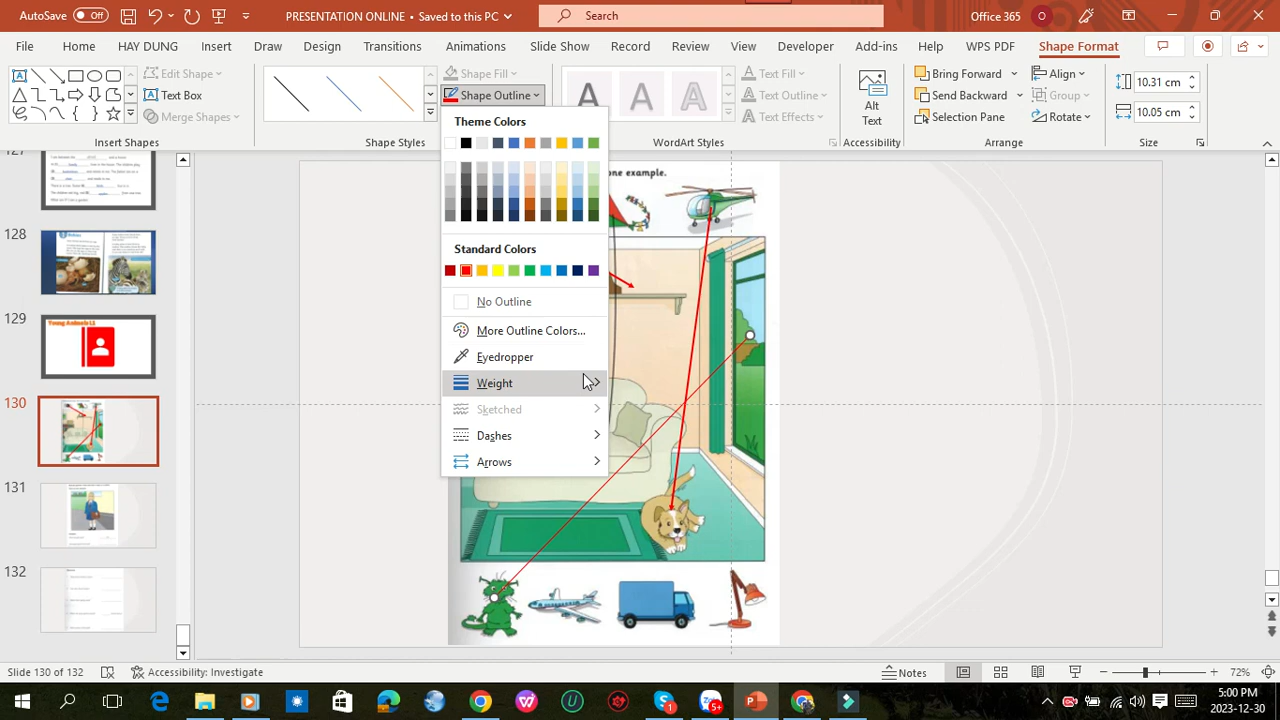 AutoSave Off PRESENTATION ONLINE - Saved to this PC Search Office 365 O
File Home HAY DUNG Insert Draw Design Transitions Animations Slide Show Record Review View Developer Add-ins Help WPS PDF Shape Format
Edit Shape Shape Fill Text Fill Bring Forward Align 10.31 cm
Text Box Shape Outline A A A Text Outline Alt Text Send Backward Group 10.05 cm
Merge Shapes Text Effects Selection Pane Rotate
Insert Shapes Shape Styles WordArt Styles Accessibility Arrange Size
Theme Colors
Standard Colors
No Outline
More Outline Colors...
Eyedropper
Weight
Sketched
Dashes
Arrows
one example.
127
128
129
Young Animals L1
130
131
132
Slide 130 of 132 Accessibility: Investigate Notes 72%
1 5+ 5:00 PM
2023-12-30